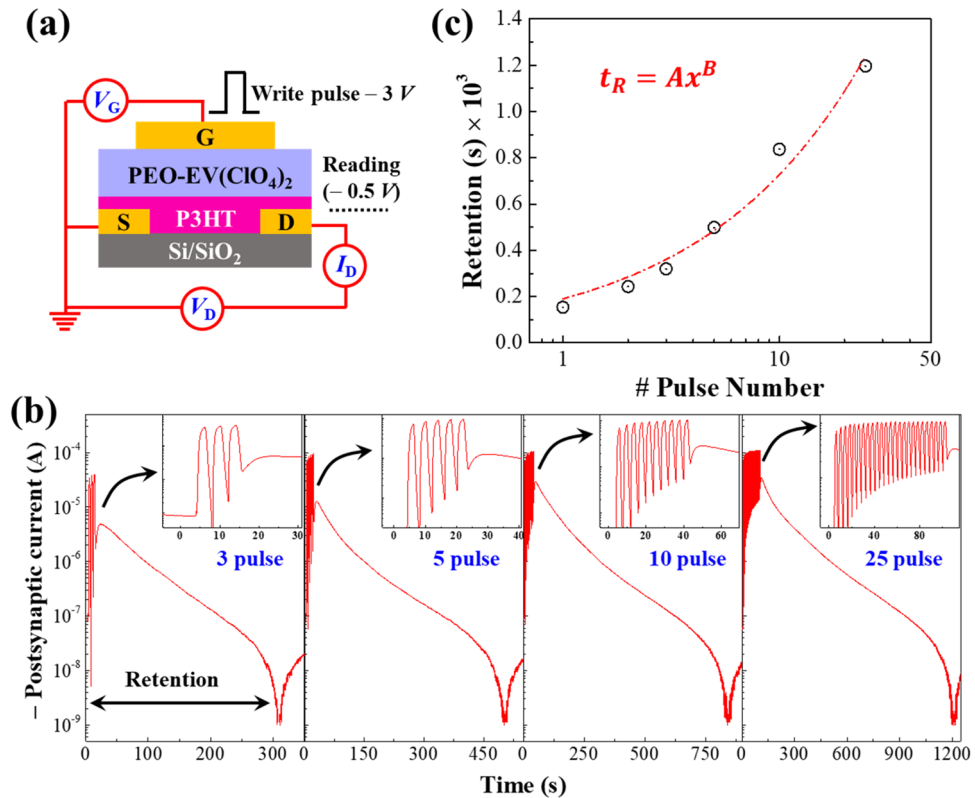 (a)
V_G
Write pulse – 3 V
G
PEO-EV(ClO₄)₂
Reading
(– 0.5 V)
S
P3HT
D
Si/SiO₂
I_D
V_D
(c)
Retention (s) × 10³
1.4
1.2
1.0
0.8
0.6
0.4
0.2
0.0
t_R = Ax^B
1
10
50
# Pulse Number
(b)
– Postsynaptic current (A)
10⁻⁴
10⁻⁵
10⁻⁶
10⁻⁷
10⁻⁸
10⁻⁹
0 10 20 30
3 pulse
0 10 20 30 40
5 pulse
0 20 40 60
10 pulse
0 40 80
25 pulse
Retention
0 100 200 300
0 150 300 450
0 250 500 750
0 300 600 900 1200
Time (s)